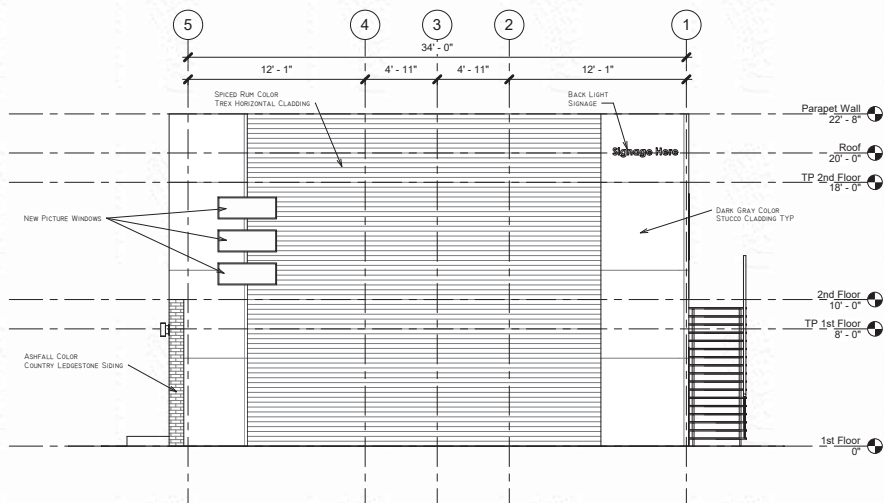 5
4
3
2
1
34' - 0"
12' - 1"
4' - 11"
4' - 11"
12' - 1"
SPICED RUM COLOR
TREX HORIZONTAL CLADDING
BACK LIGHT
SIGNAGE
Parapet Wall
22' - 8"
Signage Here
Roof
20' - 0"
TP 2nd Floor
18' - 0"
NEW PICTURE WINDOWS
DARK GRAY COLOR
STUCCO CLADDING TYP
2nd Floor
10' - 0"
TP 1st Floor
8' - 0"
ASHFALL COLOR
COUNTRY LEDGESTONE SIDING
1st Floor
0"